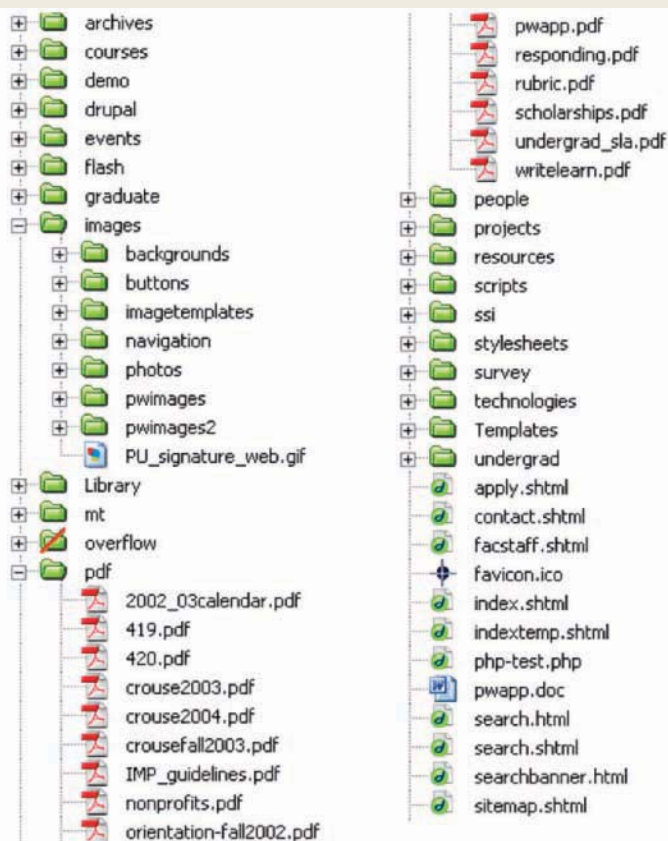 archives
courses
demo
drupal
events
flash
graduate
images
backgrounds
buttons
imagetemplates
navigation
photos
pwimages
pwimages2
PU_signature_web.gif
Library
mt
overflow
pdf
2002_03calendar.pdf
419.pdf
420.pdf
crouse2003.pdf
crouse2004.pdf
crousefall2003.pdf
IMP_guidelines.pdf
nonprofits.pdf
orientation-fall2002.pdf
pwapp.pdf
responding.pdf
rubric.pdf
scholarships.pdf
undergrad_sla.pdf
writelearn.pdf
people
projects
resources
scripts
ssi
stylesheets
survey
technologies
Templates
undergrad
apply.shtml
contact.shtml
facstaff.shtml
favicon.ico
index.shtml
indextemp.shtml
php-test.php
pwapp.doc
search.html
search.shtml
searchbanner.html
sitemap.shtml